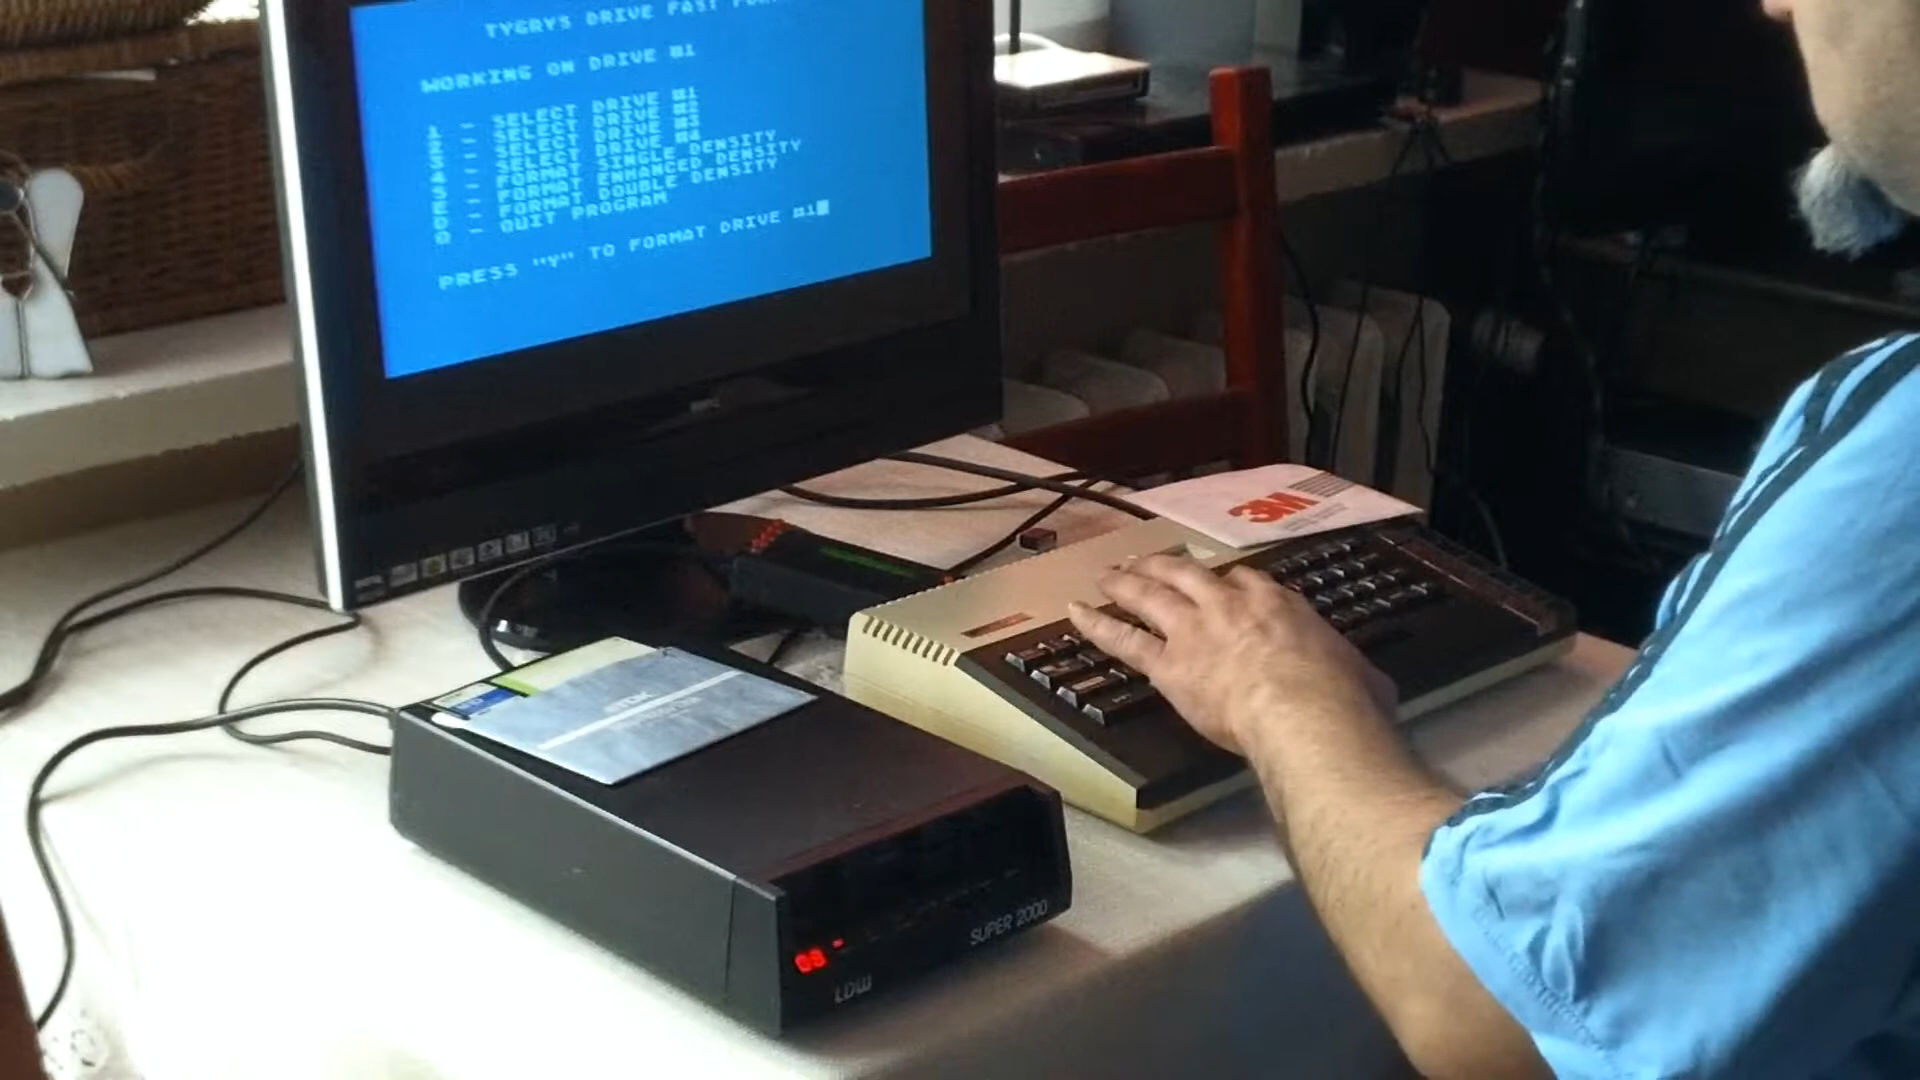 TYGRYS DRIVE FAST FOR
WORKING ON DRIVE #1
1 - SELECT DRIVE #1
2 - SELECT DRIVE #2
3 - SELECT DRIVE #3
4 - SELECT DRIVE #4
S - FORMAT SINGLE DENSITY
E - FORMAT ENHANCED DENSITY
D - FORMAT DOUBLE DENSITY
Q - QUIT PROGRAM
PRESS "Y" TO FORMAT DRIVE #1
3M
TDK
SUPER 2000
LDW